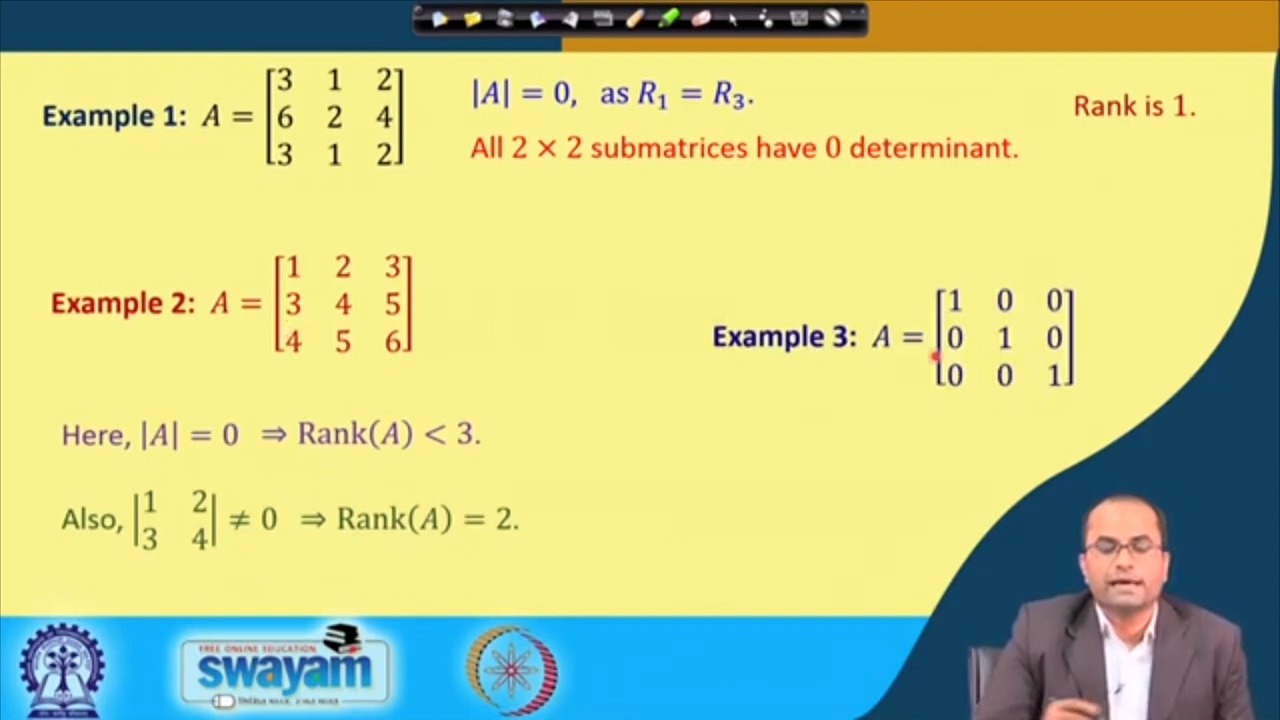 Example 1: A = [3 1 2; 6 2 4; 3 1 2]
|A| = 0, as R₁ = R₃.
All 2 × 2 submatrices have 0 determinant.
Rank is 1.
Example 2: A = [1 2 3; 3 4 5; 4 5 6]
Example 3: A = [1 0 0; 0 1 0; 0 0 1]
Here, |A| = 0 ⇒ Rank(A) < 3.
Also, |1 2; 3 4| ≠ 0 ⇒ Rank(A) = 2.
FREE ONLINE EDUCATION
swayam